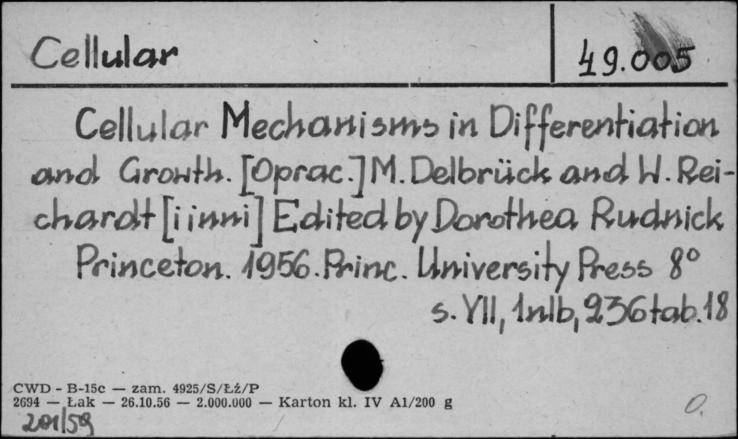 Cellular
49.005
Cellular Mechanisms in Differentiation
and Growth. [Oprac.] M. Delbrück and W. Rei-
chardt [i inni] Edited by Dorothea Rudnick
Princeton. 1956. Princ. University Press 8°
s. VII, 1nlb, 236 tab. 18
CWD - B-15c — zam. 4925/S/Łź/P
2694 — Łak — 26.10.56 — 2.000.000 — Karton kl. IV A1/200 g
201/59
0.